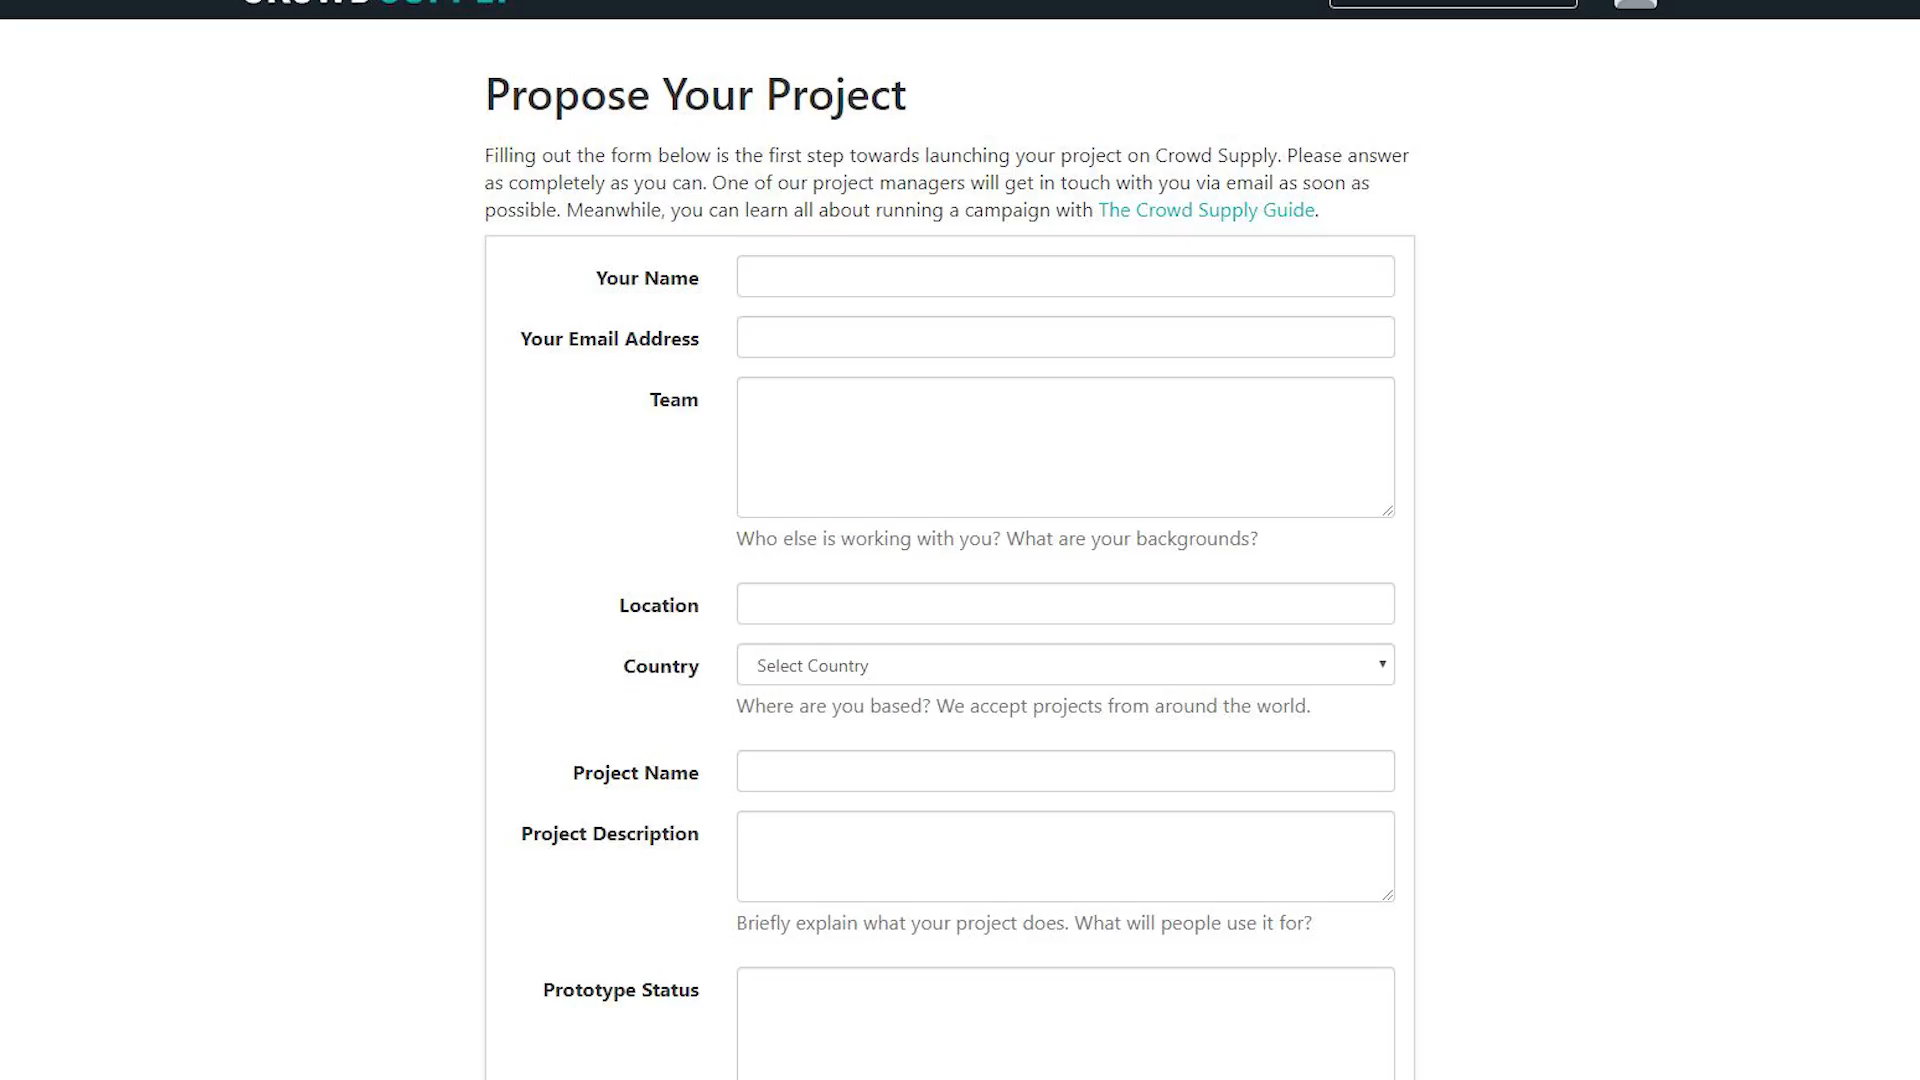 CROWD SUPPLY
Propose Your Project
Filling out the form below is the first step towards launching your project on Crowd Supply. Please answer
as completely as you can. One of our project managers will get in touch with you via email as soon as
possible. Meanwhile, you can learn all about running a campaign with The Crowd Supply Guide.
Your Name
Your Email Address
Team
Who else is working with you? What are your backgrounds?
Location
Country
Select Country
Where are you based? We accept projects from around the world.
Project Name
Project Description
Briefly explain what your project does. What will people use it for?
Prototype Status